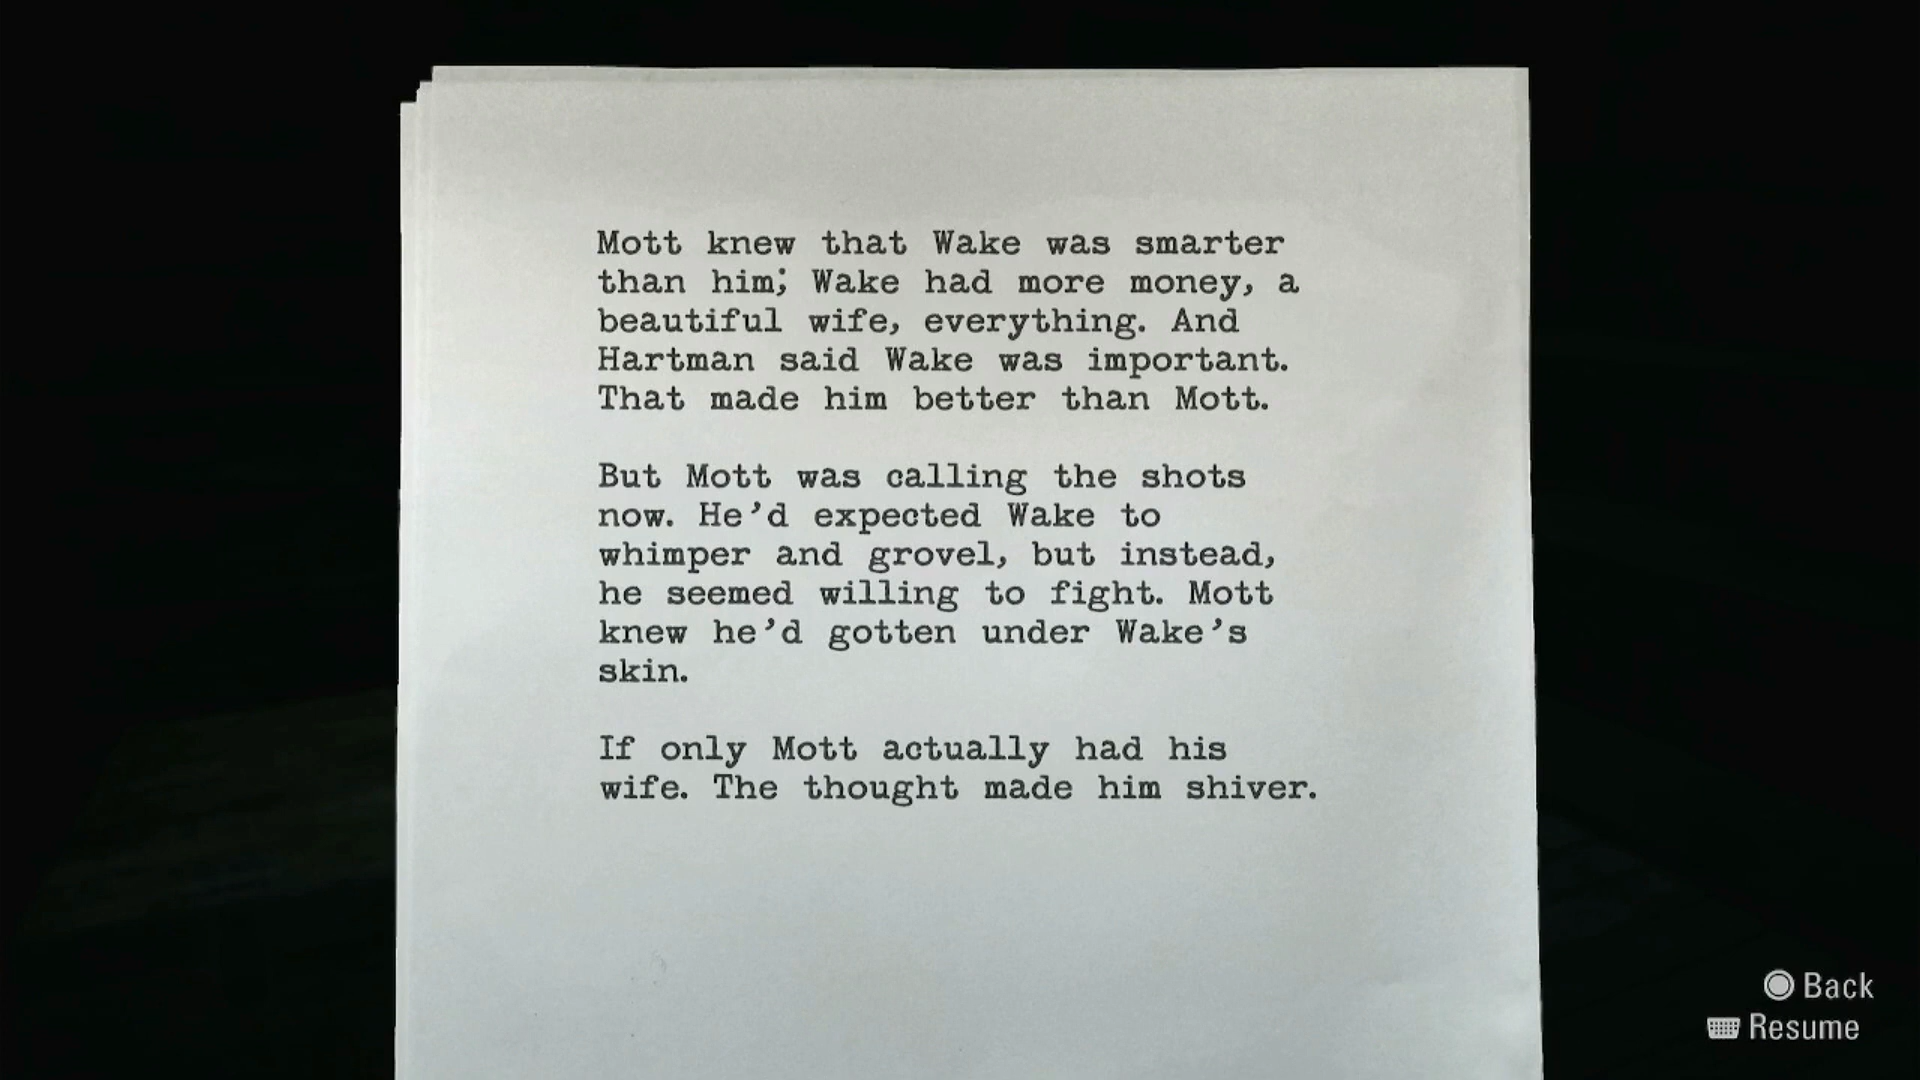 Mott knew that Wake was smarter
than him; Wake had more money, a
beautiful wife, everything. And
Hartman said Wake was important.
That made him better than Mott.
But Mott was calling the shots
now. He’d expected Wake to
whimper and grovel, but instead,
he seemed willing to fight. Mott
knew he’d gotten under Wake’s
skin.
If only Mott actually had his
wife. The thought made him shiver.
Back
Resume